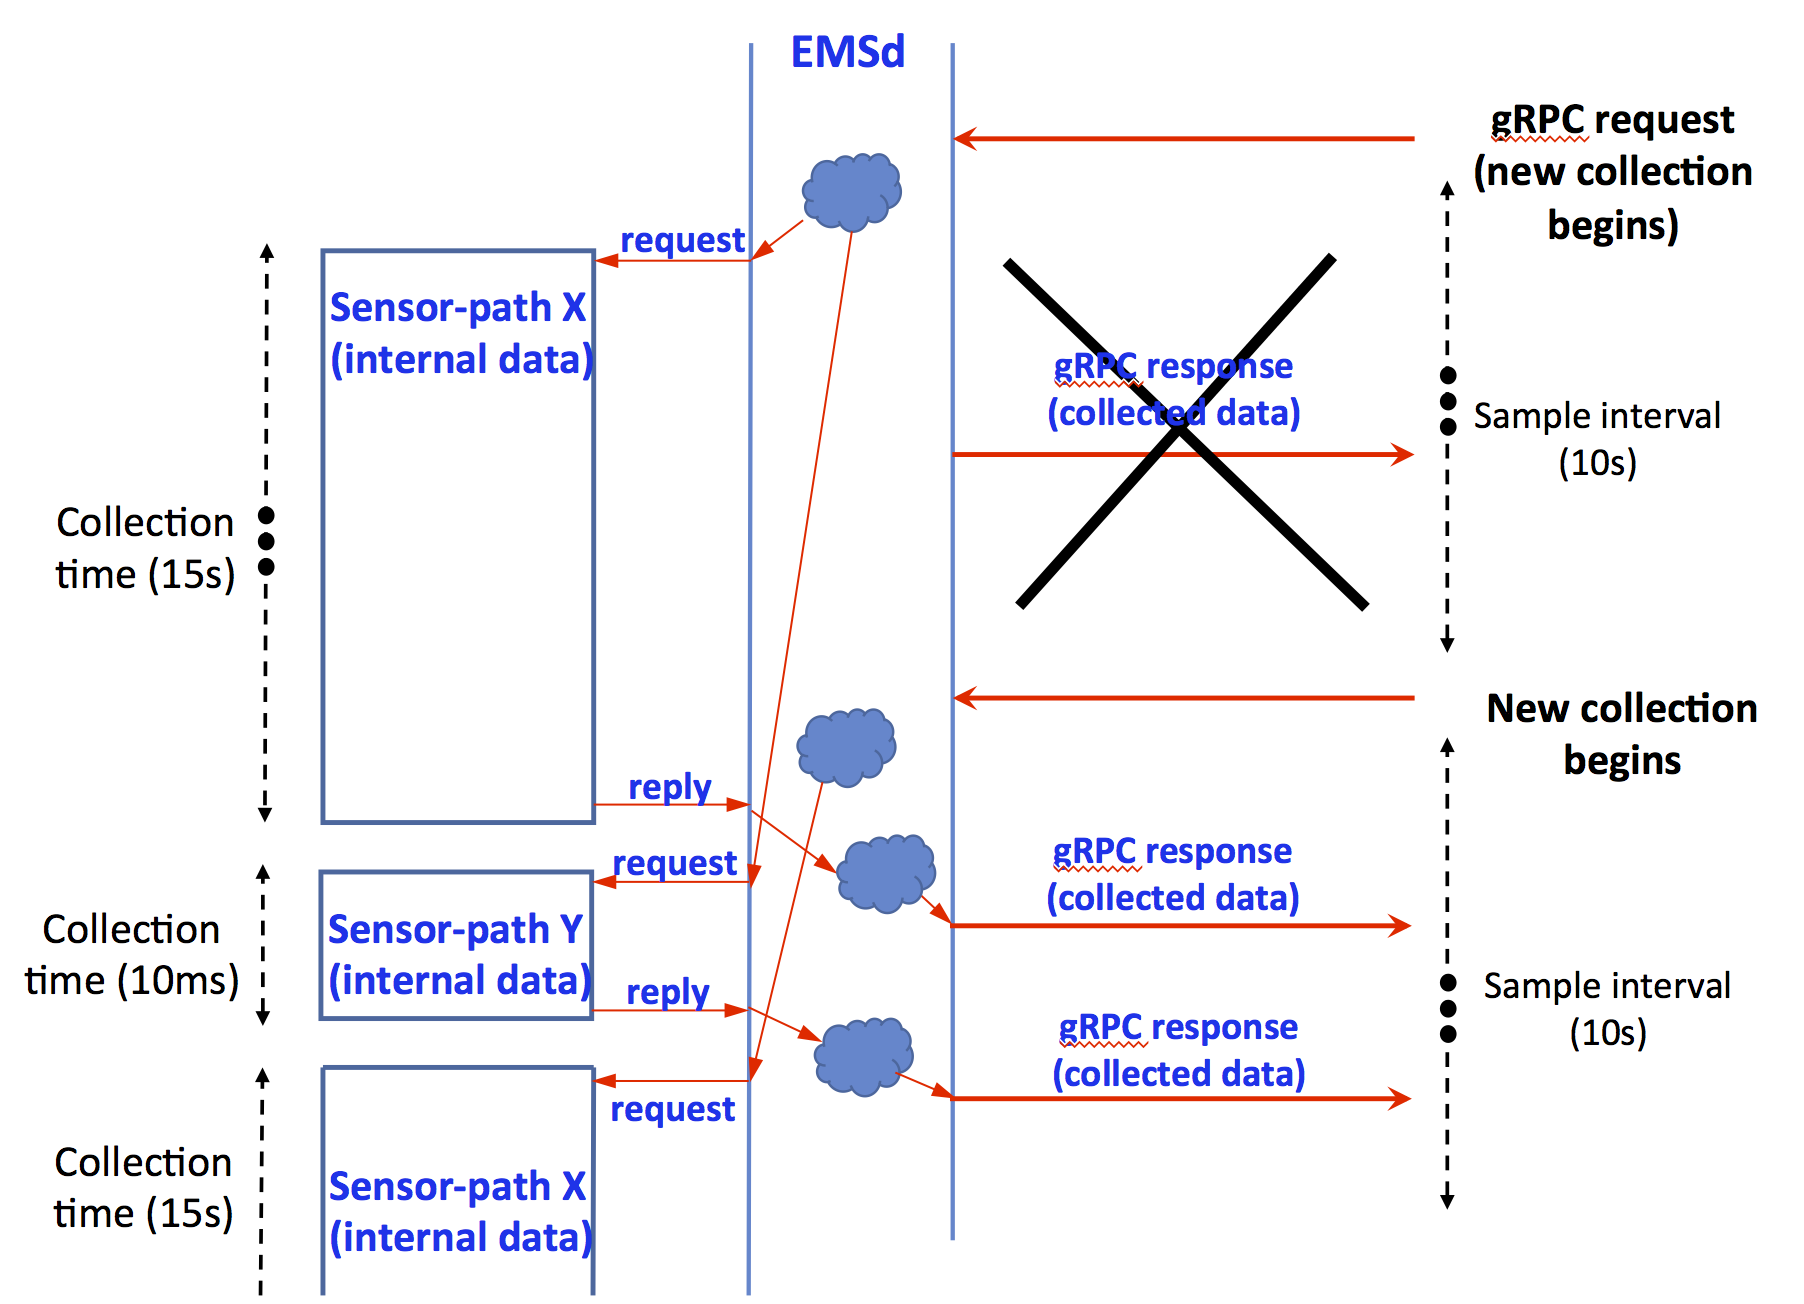 EMSd
gRPC request
(new collection
begins)
request
Sensor-path X
(internal data)
gRPC response
(collected data)
Sample interval
(10s)
Collection
time (15s)
New collection
begins
reply
gRPC response
(collected data)
request
Collection
time (10ms)
Sensor-path Y
(internal data)
reply
Sample interval
(10s)
gRPC response
(collected data)
request
Collection
time (15s)
Sensor-path X
(internal data)